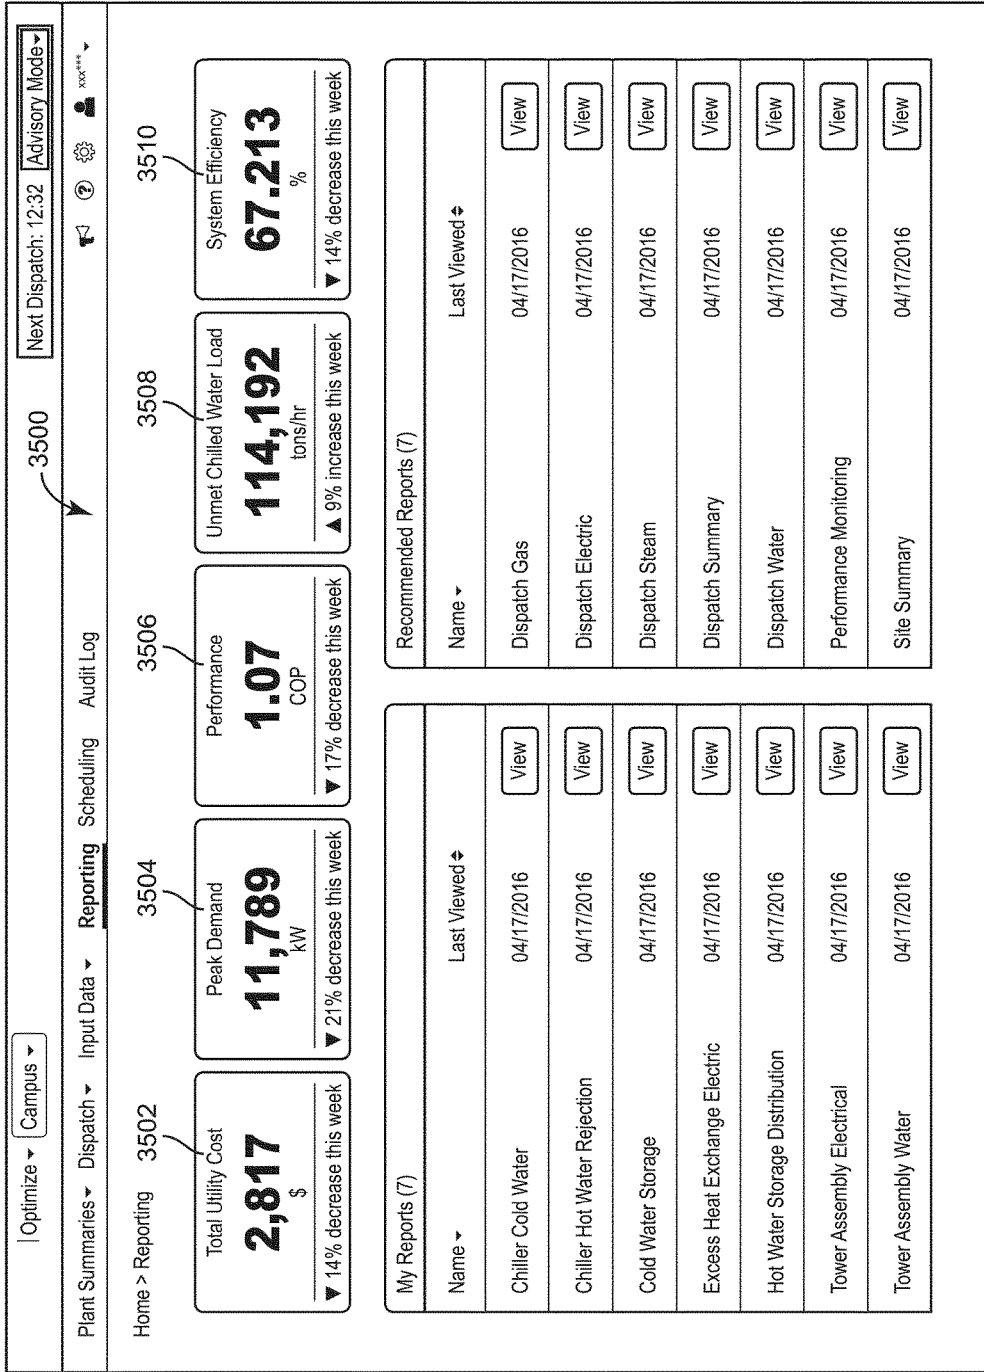 Optimize Campus Next Dispatch: 12:32 Advisory Mode
3500
Plant Summaries Dispatch Input Data Reporting Scheduling Audit Log ? xxx***
Home > Reporting
3502 3504 3506 3508 3510
Total Utility Cost
2,817
$
▼ 14% decrease this week
Peak Demand
11,789
kW
▼ 21% decrease this week
Performance
1.07
COP
▼ 17% decrease this week
Unmet Chilled Water Load
114,192
tons/hr
▲ 9% increase this week
System Efficiency
67.213
%
▼ 14% decrease this week
My Reports (7)
Name Last Viewed
Chiller Cold Water 04/17/2016 View
Chiller Hot Water Rejection 04/17/2016 View
Cold Water Storage 04/17/2016 View
Excess Heat Exchange Electric 04/17/2016 View
Hot Water Storage Distribution 04/17/2016 View
Tower Assembly Electrical 04/17/2016 View
Tower Assembly Water 04/17/2016 View
Recommended Reports (7)
Name Last Viewed
Dispatch Gas 04/17/2016 View
Dispatch Electric 04/17/2016 View
Dispatch Steam 04/17/2016 View
Dispatch Summary 04/17/2016 View
Dispatch Water 04/17/2016 View
Performance Monitoring 04/17/2016 View
Site Summary 04/17/2016 View